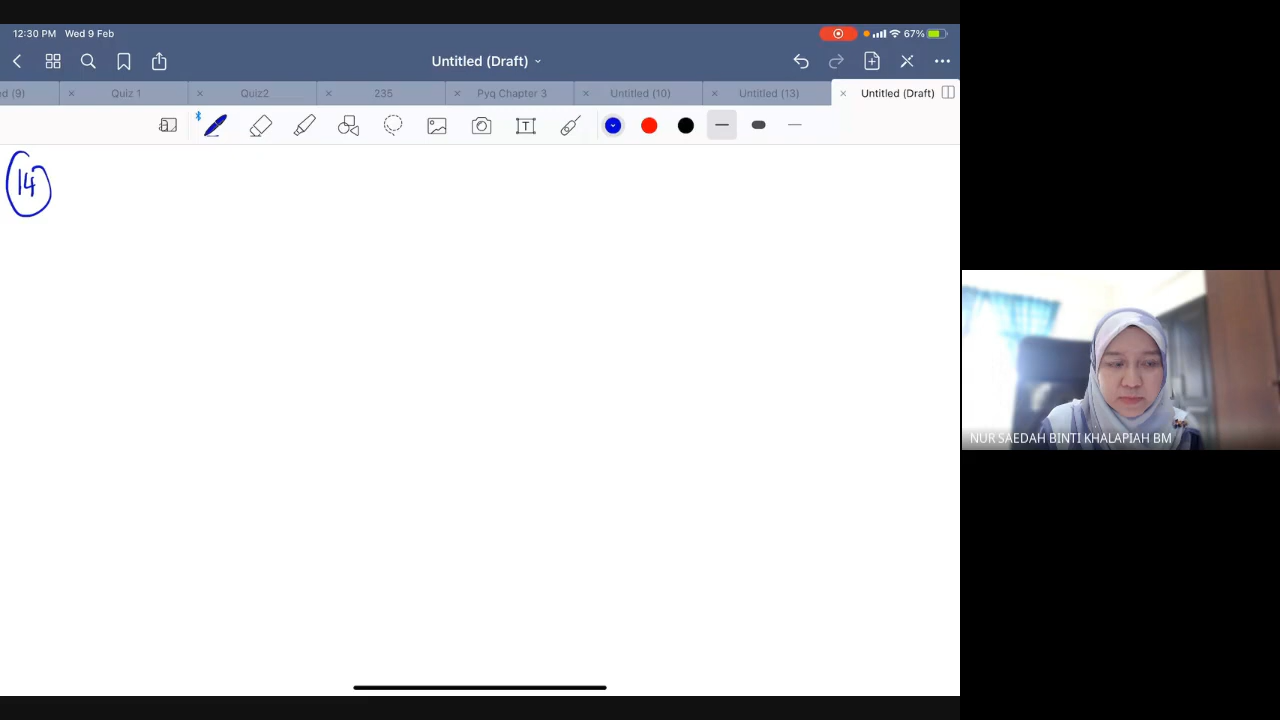 12:30 PM Wed 9 Feb
67%
Untitled (Draft)
ed (9)
Quiz 1
Quiz2
235
Pyq Chapter 3
Untitled (10)
Untitled (13)
Untitled (Draft)
T
14
NUR SAEDAH BINTI KHALAPIAH BM